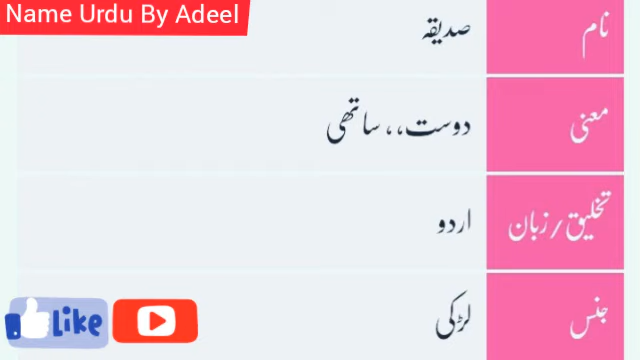 Name Urdu By Adeel
نام صدیقہ
معنی دوست،، ساتھی
تخلیق/زبان اردو
جنس لڑکی
Like